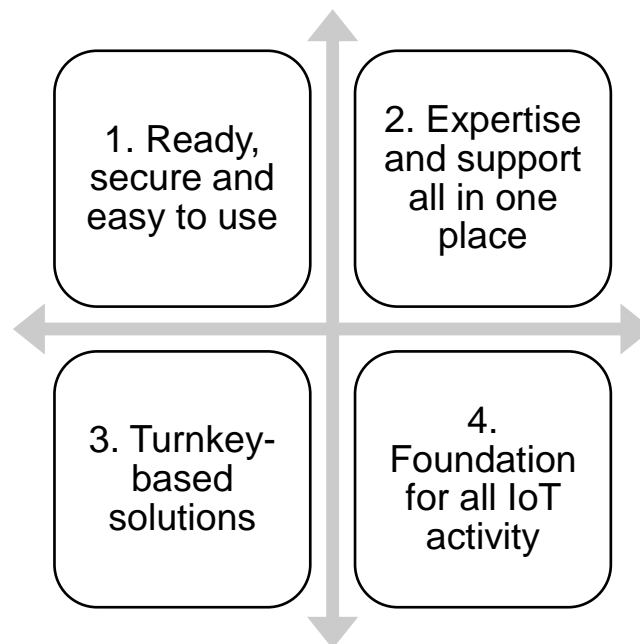 1. Ready,
secure and
easy to use
2. Expertise
and support
all in one
place
3. Turnkey-
based
solutions
4.
Foundation
for all IoT
activity